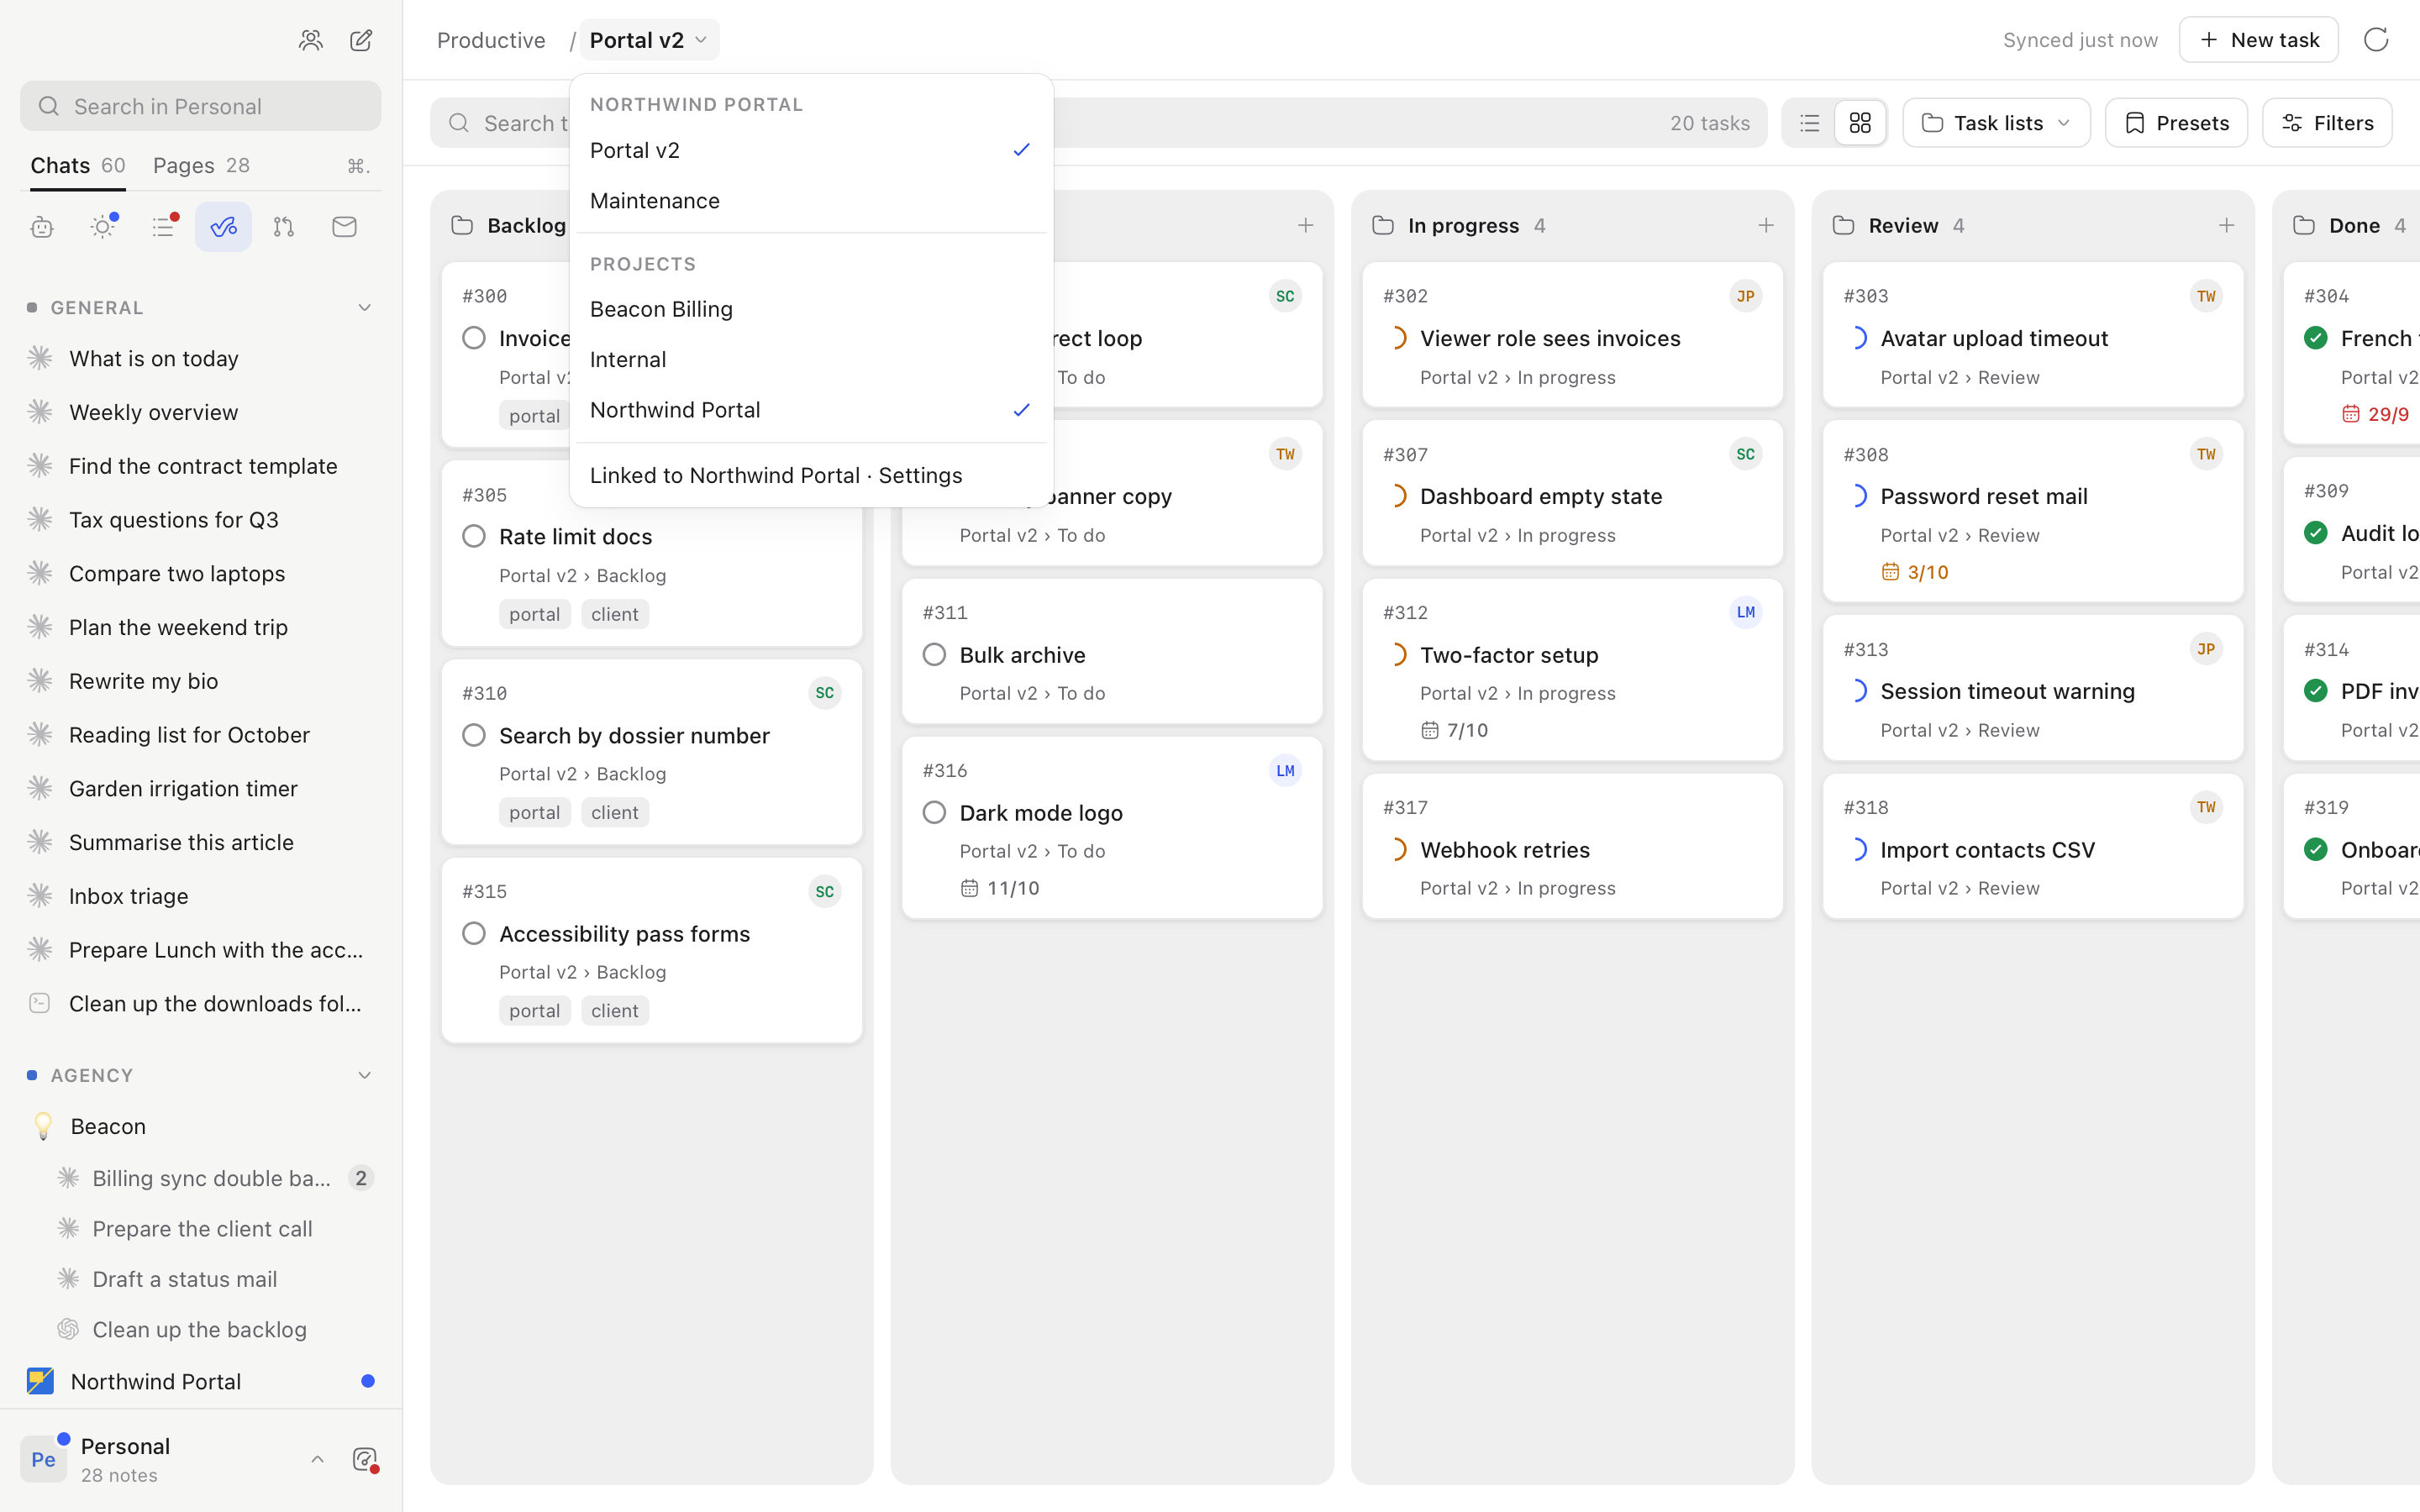 Search in Personal
Chats 60 Pages 28 ⌘.
GENERAL
What is on today
Weekly overview
Find the contract template
Tax questions for Q3
Compare two laptops
Plan the weekend trip
Rewrite my bio
Reading list for October
Garden irrigation timer
Summarise this article
Inbox triage
Prepare Lunch with the acc...
Clean up the downloads fol...
AGENCY
Beacon
Billing sync double ba... 2
Prepare the client call
Draft a status mail
Clean up the backlog
Northwind Portal
Pe Personal
28 notes
Productive / Portal v2
Synced just now
New task
NORTHWIND PORTAL
Portal v2
Maintenance
PROJECTS
Beacon Billing
Internal
Northwind Portal
Linked to Northwind Portal · Settings
Search t
20 tasks
Task lists
Presets
Filters
Backlog
#300
Invoice
Portal v2
portal
#305
Rate limit docs
Portal v2 › Backlog
portal client
#310 SC
Search by dossier number
Portal v2 › Backlog
portal client
#315 SC
Accessibility pass forms
Portal v2 › Backlog
portal client
SC
rect loop
To do
TW
banner copy
Portal v2 › To do
#311
Bulk archive
Portal v2 › To do
#316 LM
Dark mode logo
Portal v2 › To do
11/10
In progress 4
#302 JP
Viewer role sees invoices
Portal v2 › In progress
#307 SC
Dashboard empty state
Portal v2 › In progress
#312 LM
Two-factor setup
Portal v2 › In progress
7/10
#317
Webhook retries
Portal v2 › In progress
Review 4
#303 TW
Avatar upload timeout
Portal v2 › Review
#308 TW
Password reset mail
Portal v2 › Review
3/10
#313 JP
Session timeout warning
Portal v2 › Review
#318 TW
Import contacts CSV
Portal v2 › Review
Done 4
#304
French
Portal v2
29/9
#309
Audit lo
Portal v2
#314
PDF inv
Portal v2
#319
Onboar
Portal v2